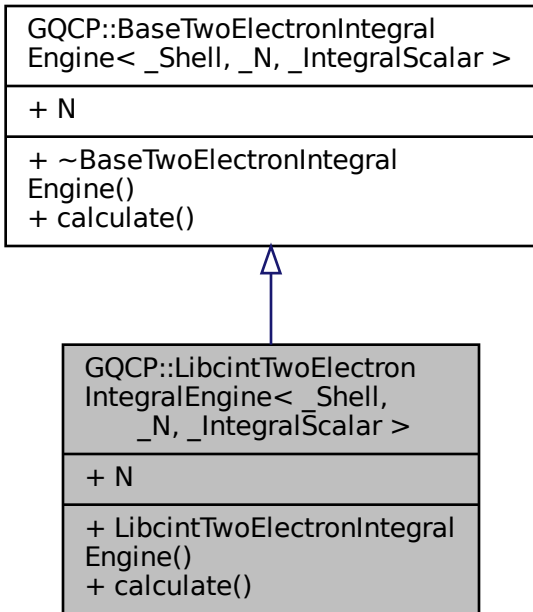 GQCP::BaseTwoElectronIntegral
Engine< _Shell, _N, _IntegralScalar >
+ N
+ ~BaseTwoElectronIntegral
Engine()
+ calculate()
GQCP::LibcintTwoElectron
IntegralEngine< _Shell,
_N, _IntegralScalar >
+ N
+ LibcintTwoElectronIntegral
Engine()
+ calculate()